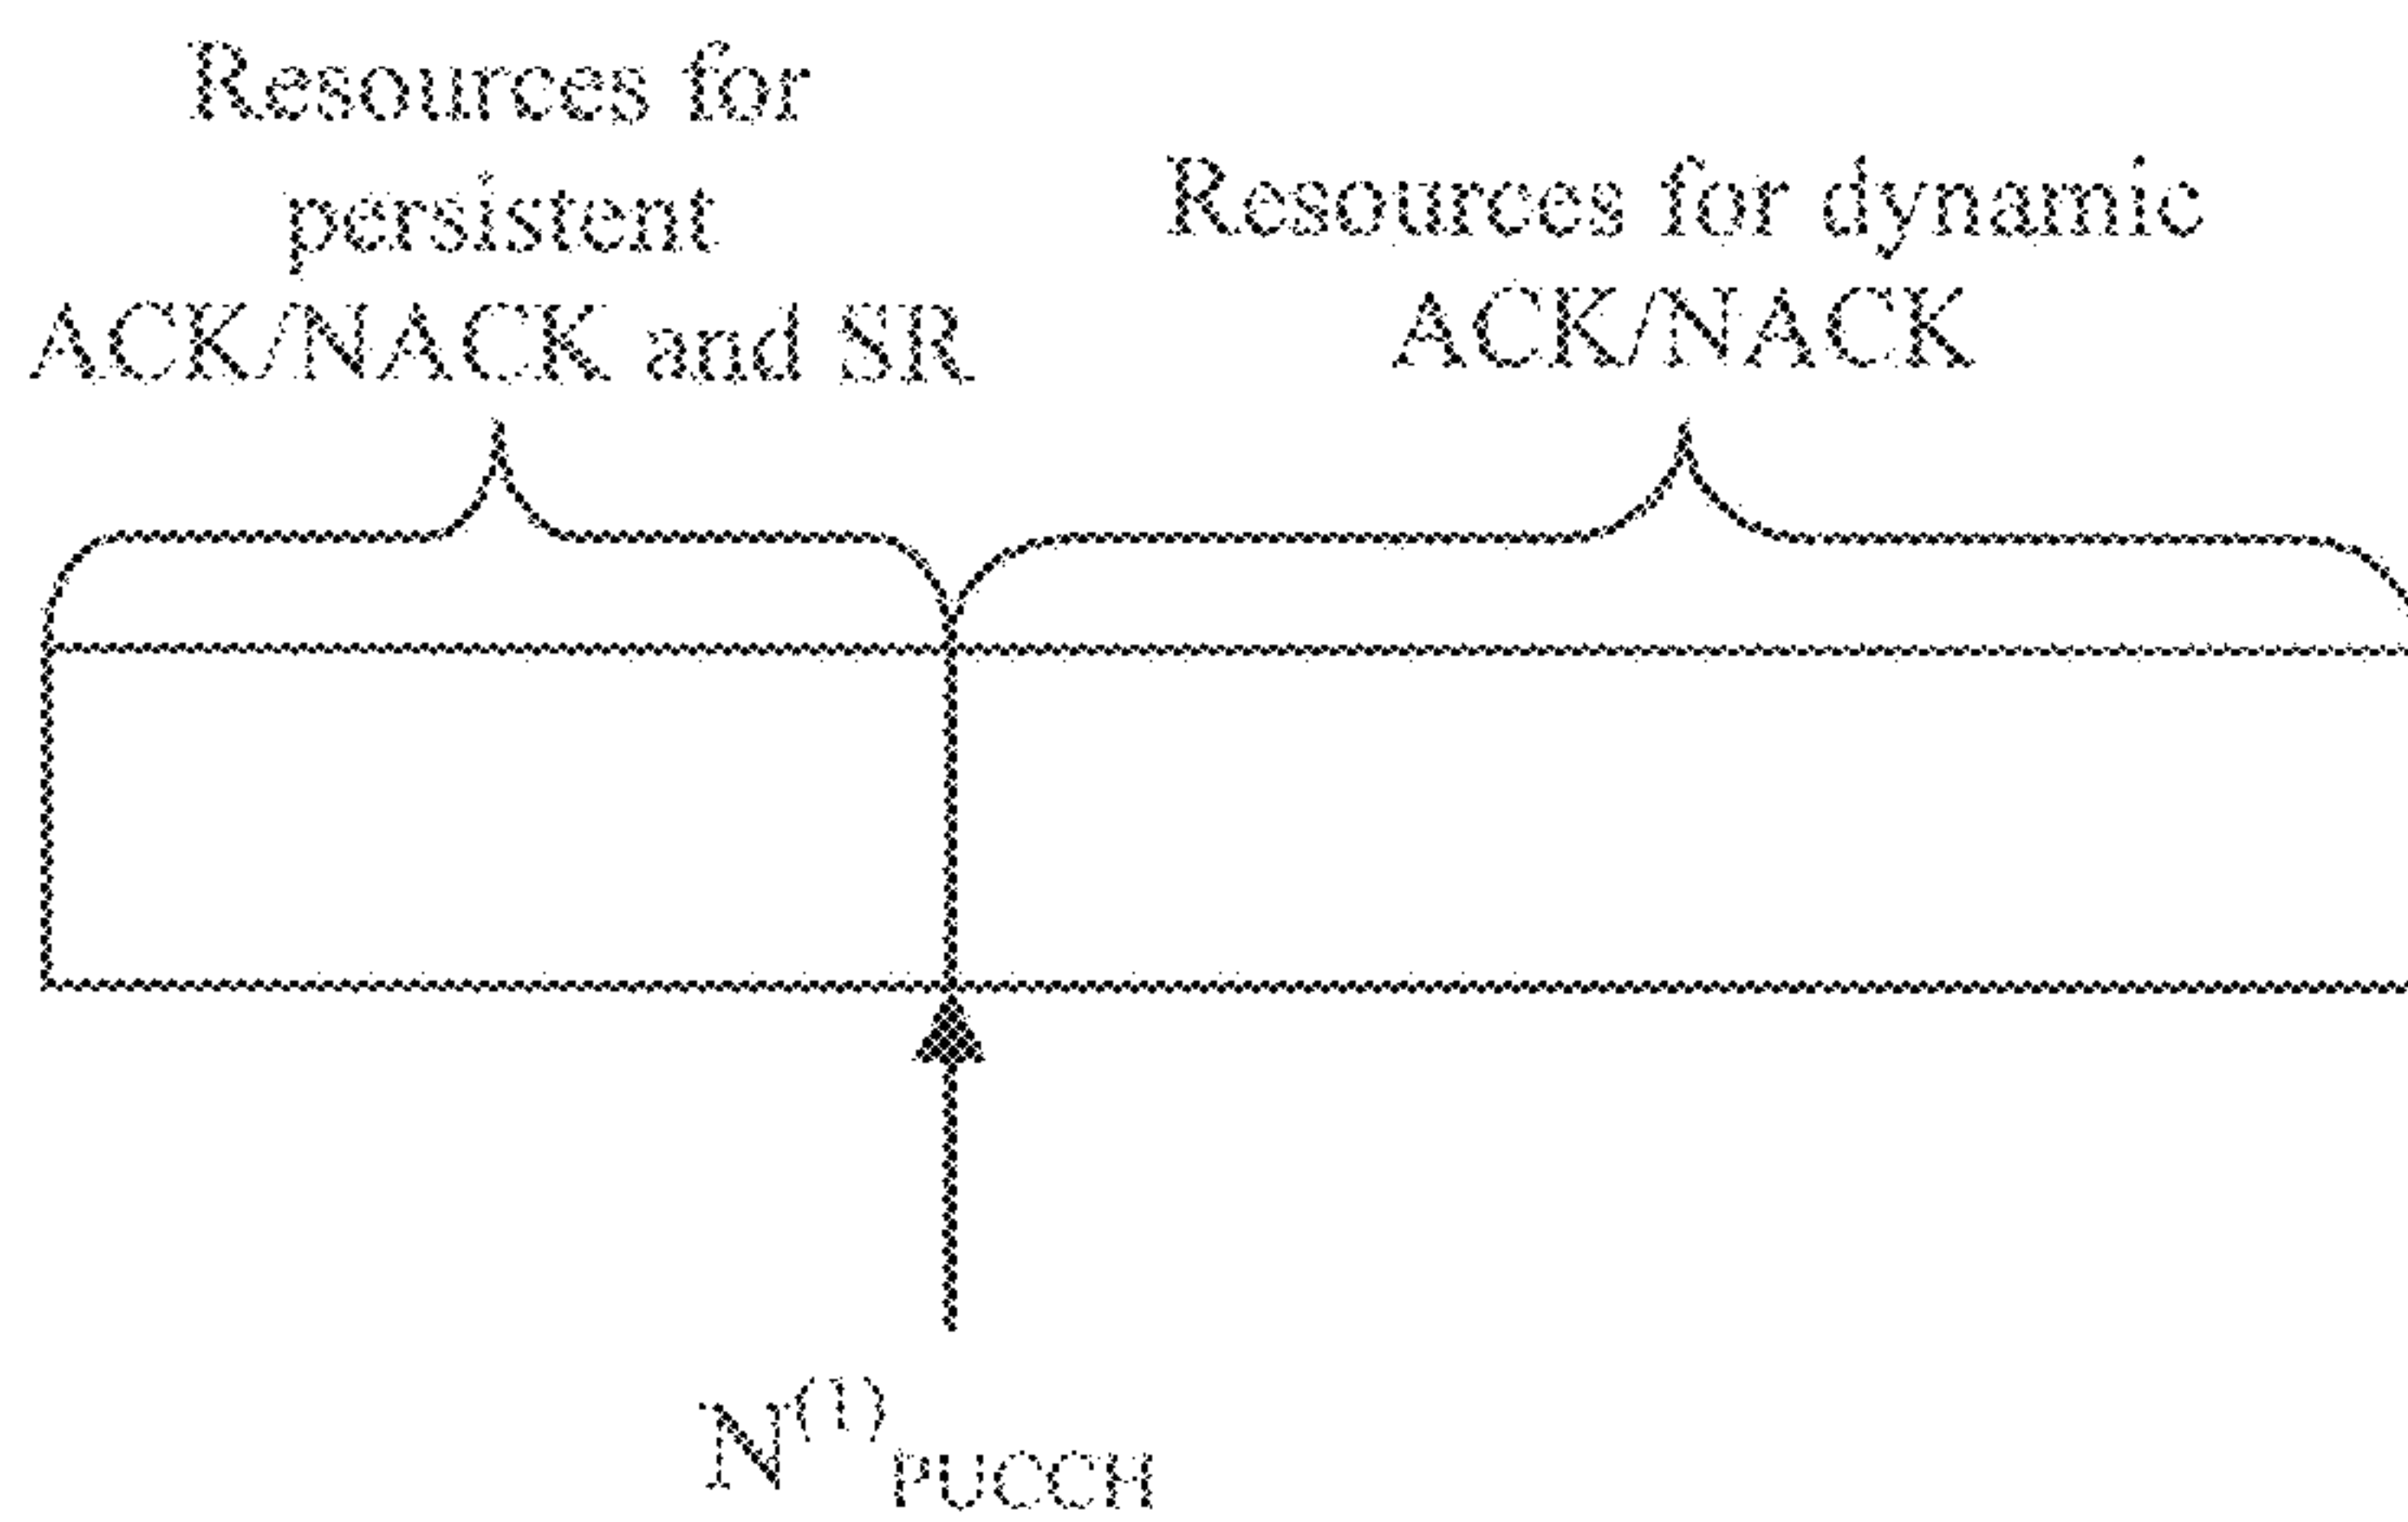 Resources for
persistent
ACK/NACK and SR
Resources for dynamic
ACK/NACK
N(1)PUCCH